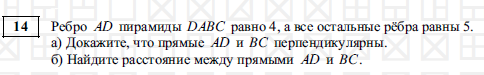 14 Ребро AD пирамиды DABC равно 4, а все остальные рёбра равны 5.
а) Докажите, что прямые AD и BC перпендикулярны.
б) Найдите расстояние между прямыми AD и BC.